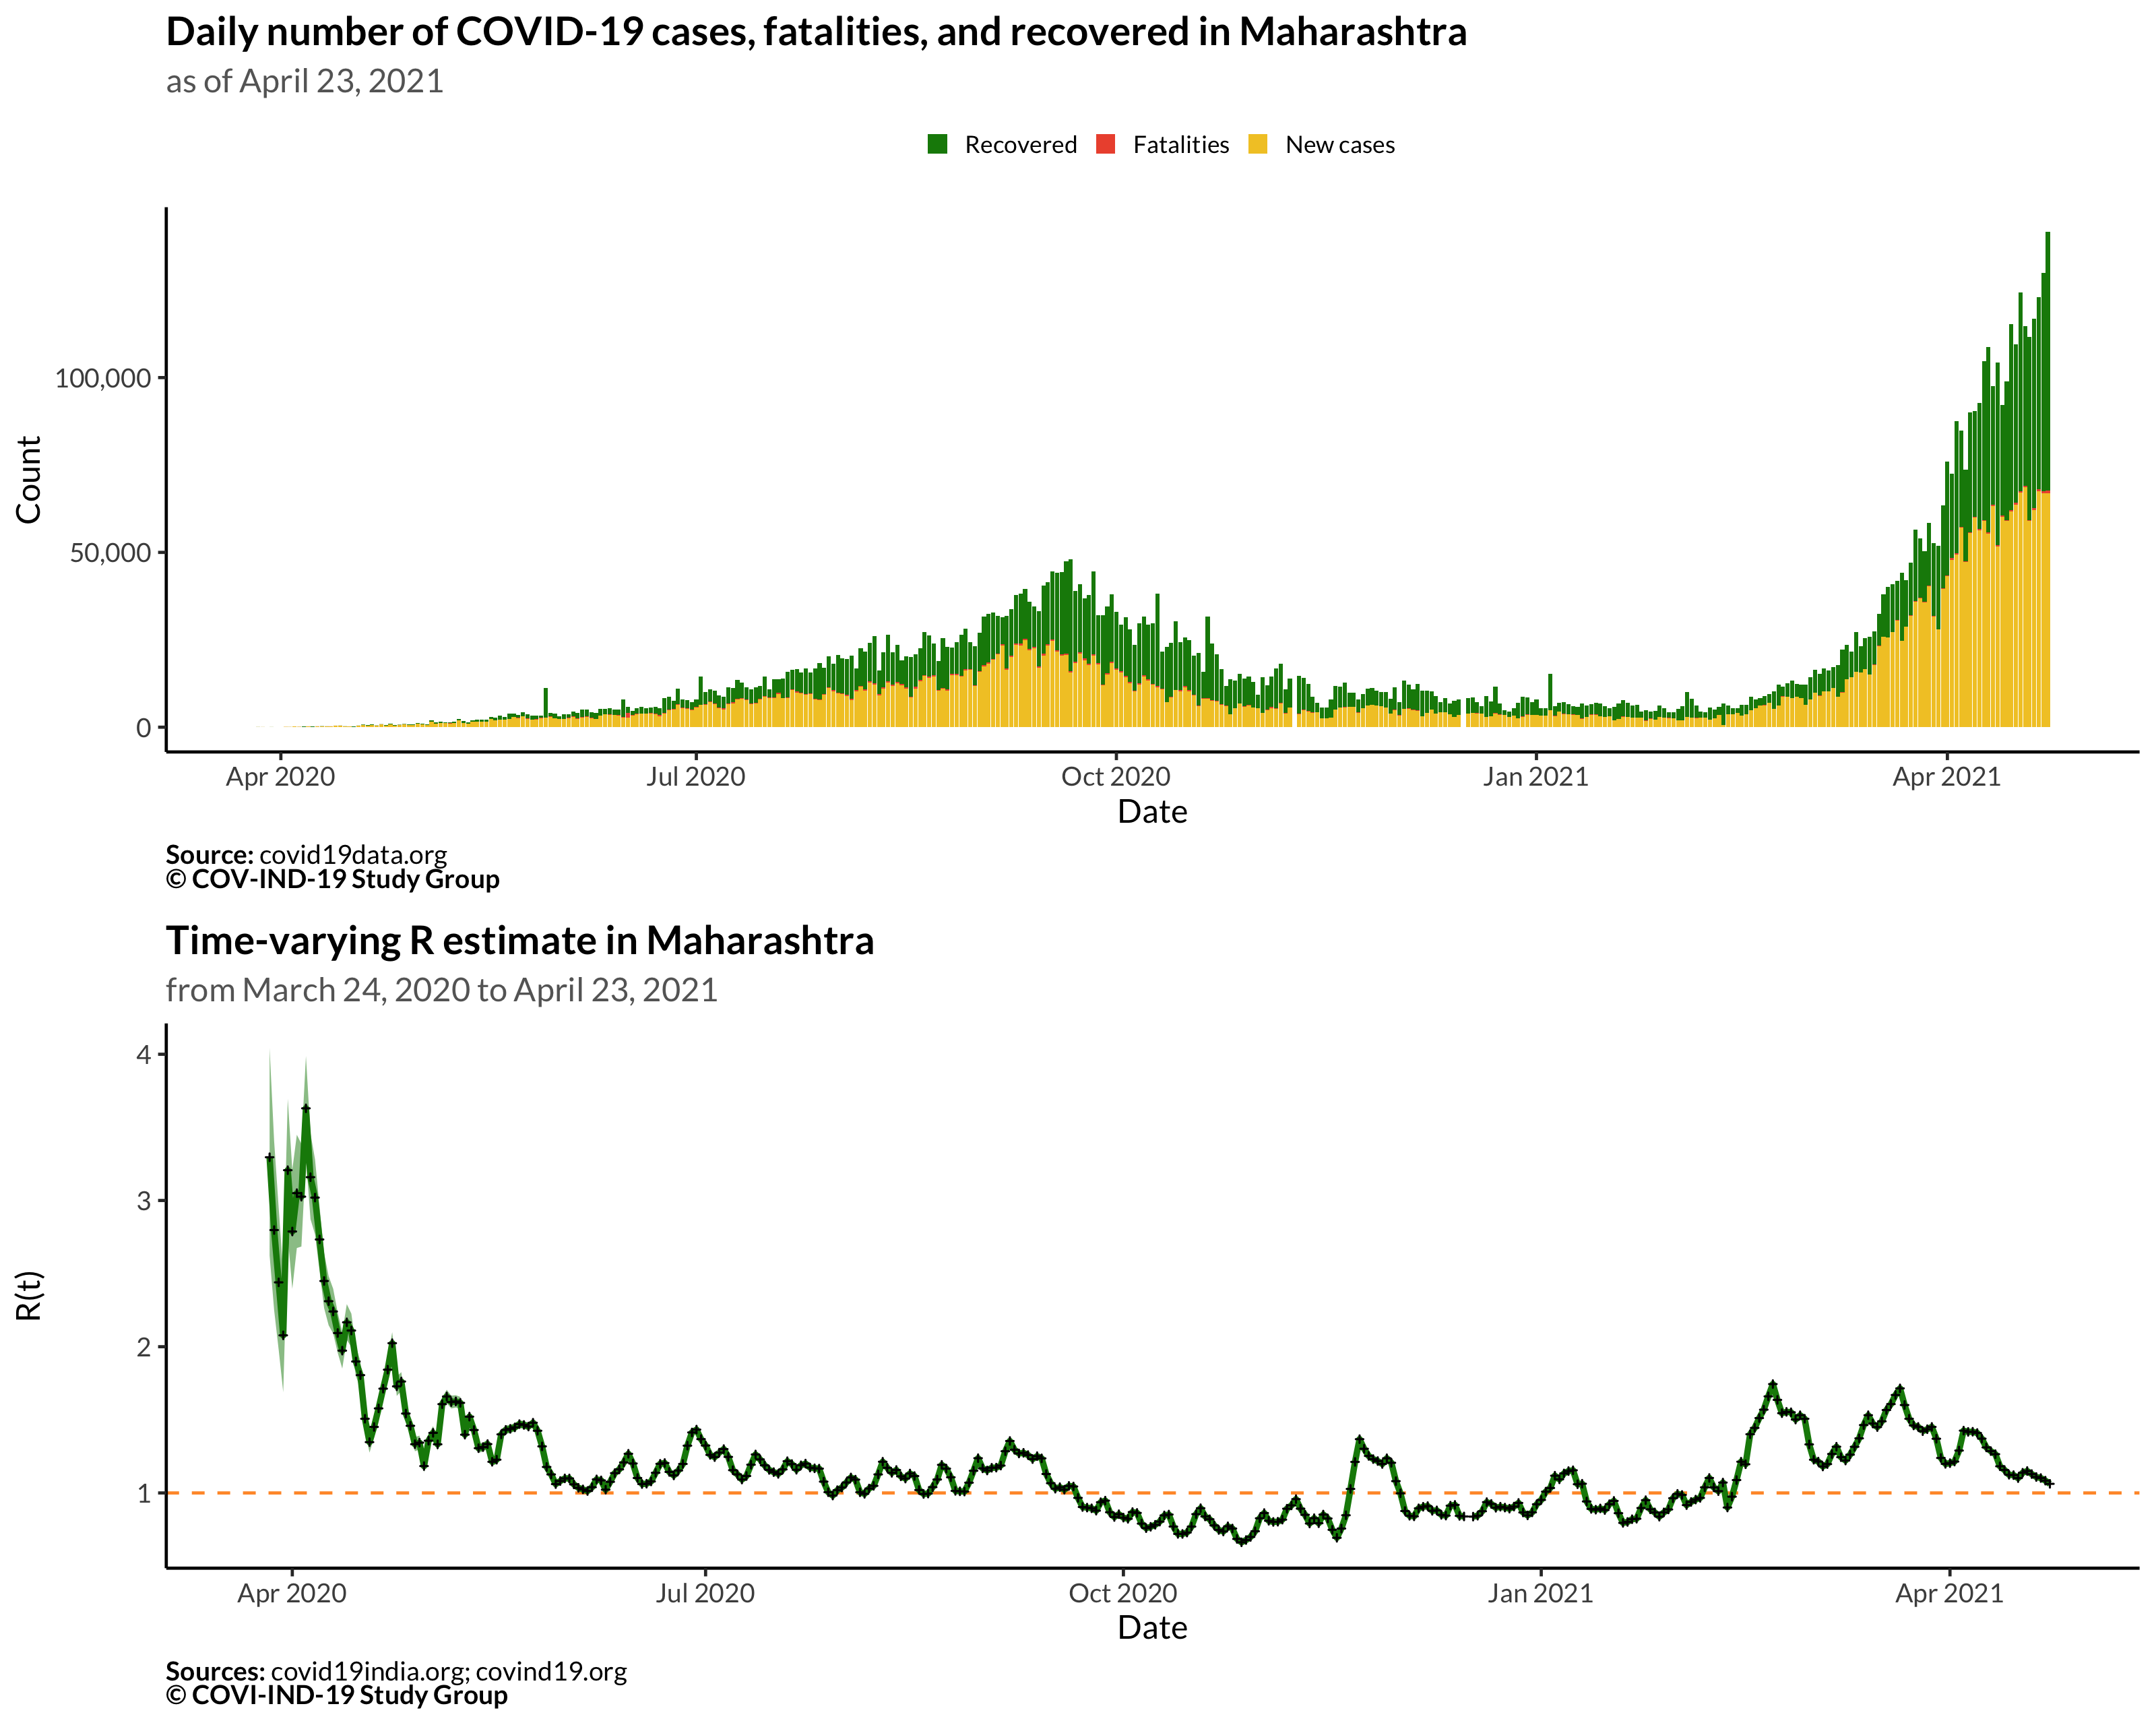 Daily number of COVID-19 cases, fatalities, and recovered in Maharashtra
as of April 23, 2021
Recovered Fatalities New cases
Count
100,000
50,000
0
Apr 2020 Jul 2020 Oct 2020 Jan 2021 Apr 2021
Date
Source: covid19data.org
© COV-IND-19 Study Group
Time-varying R estimate in Maharashtra
from March 24, 2020 to April 23, 2021
R(t)
4
3
2
1
Apr 2020 Jul 2020 Oct 2020 Jan 2021 Apr 2021
Date
Sources: covid19india.org; covind19.org
© COVI-IND-19 Study Group